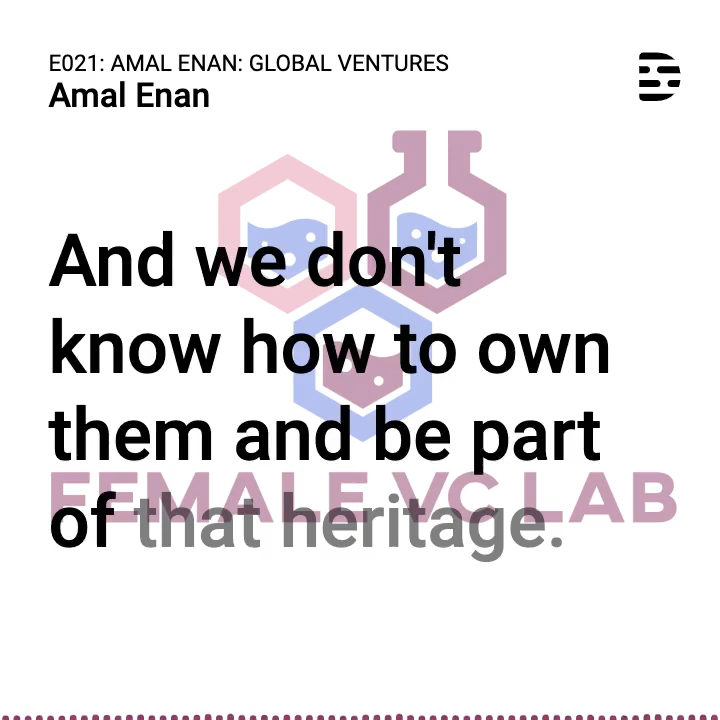 E021: AMAL ENAN: GLOBAL VENTURES
Amal Enan
And we don't
know how to own
them and be part
of that heritage.
FEMALE VC LAB